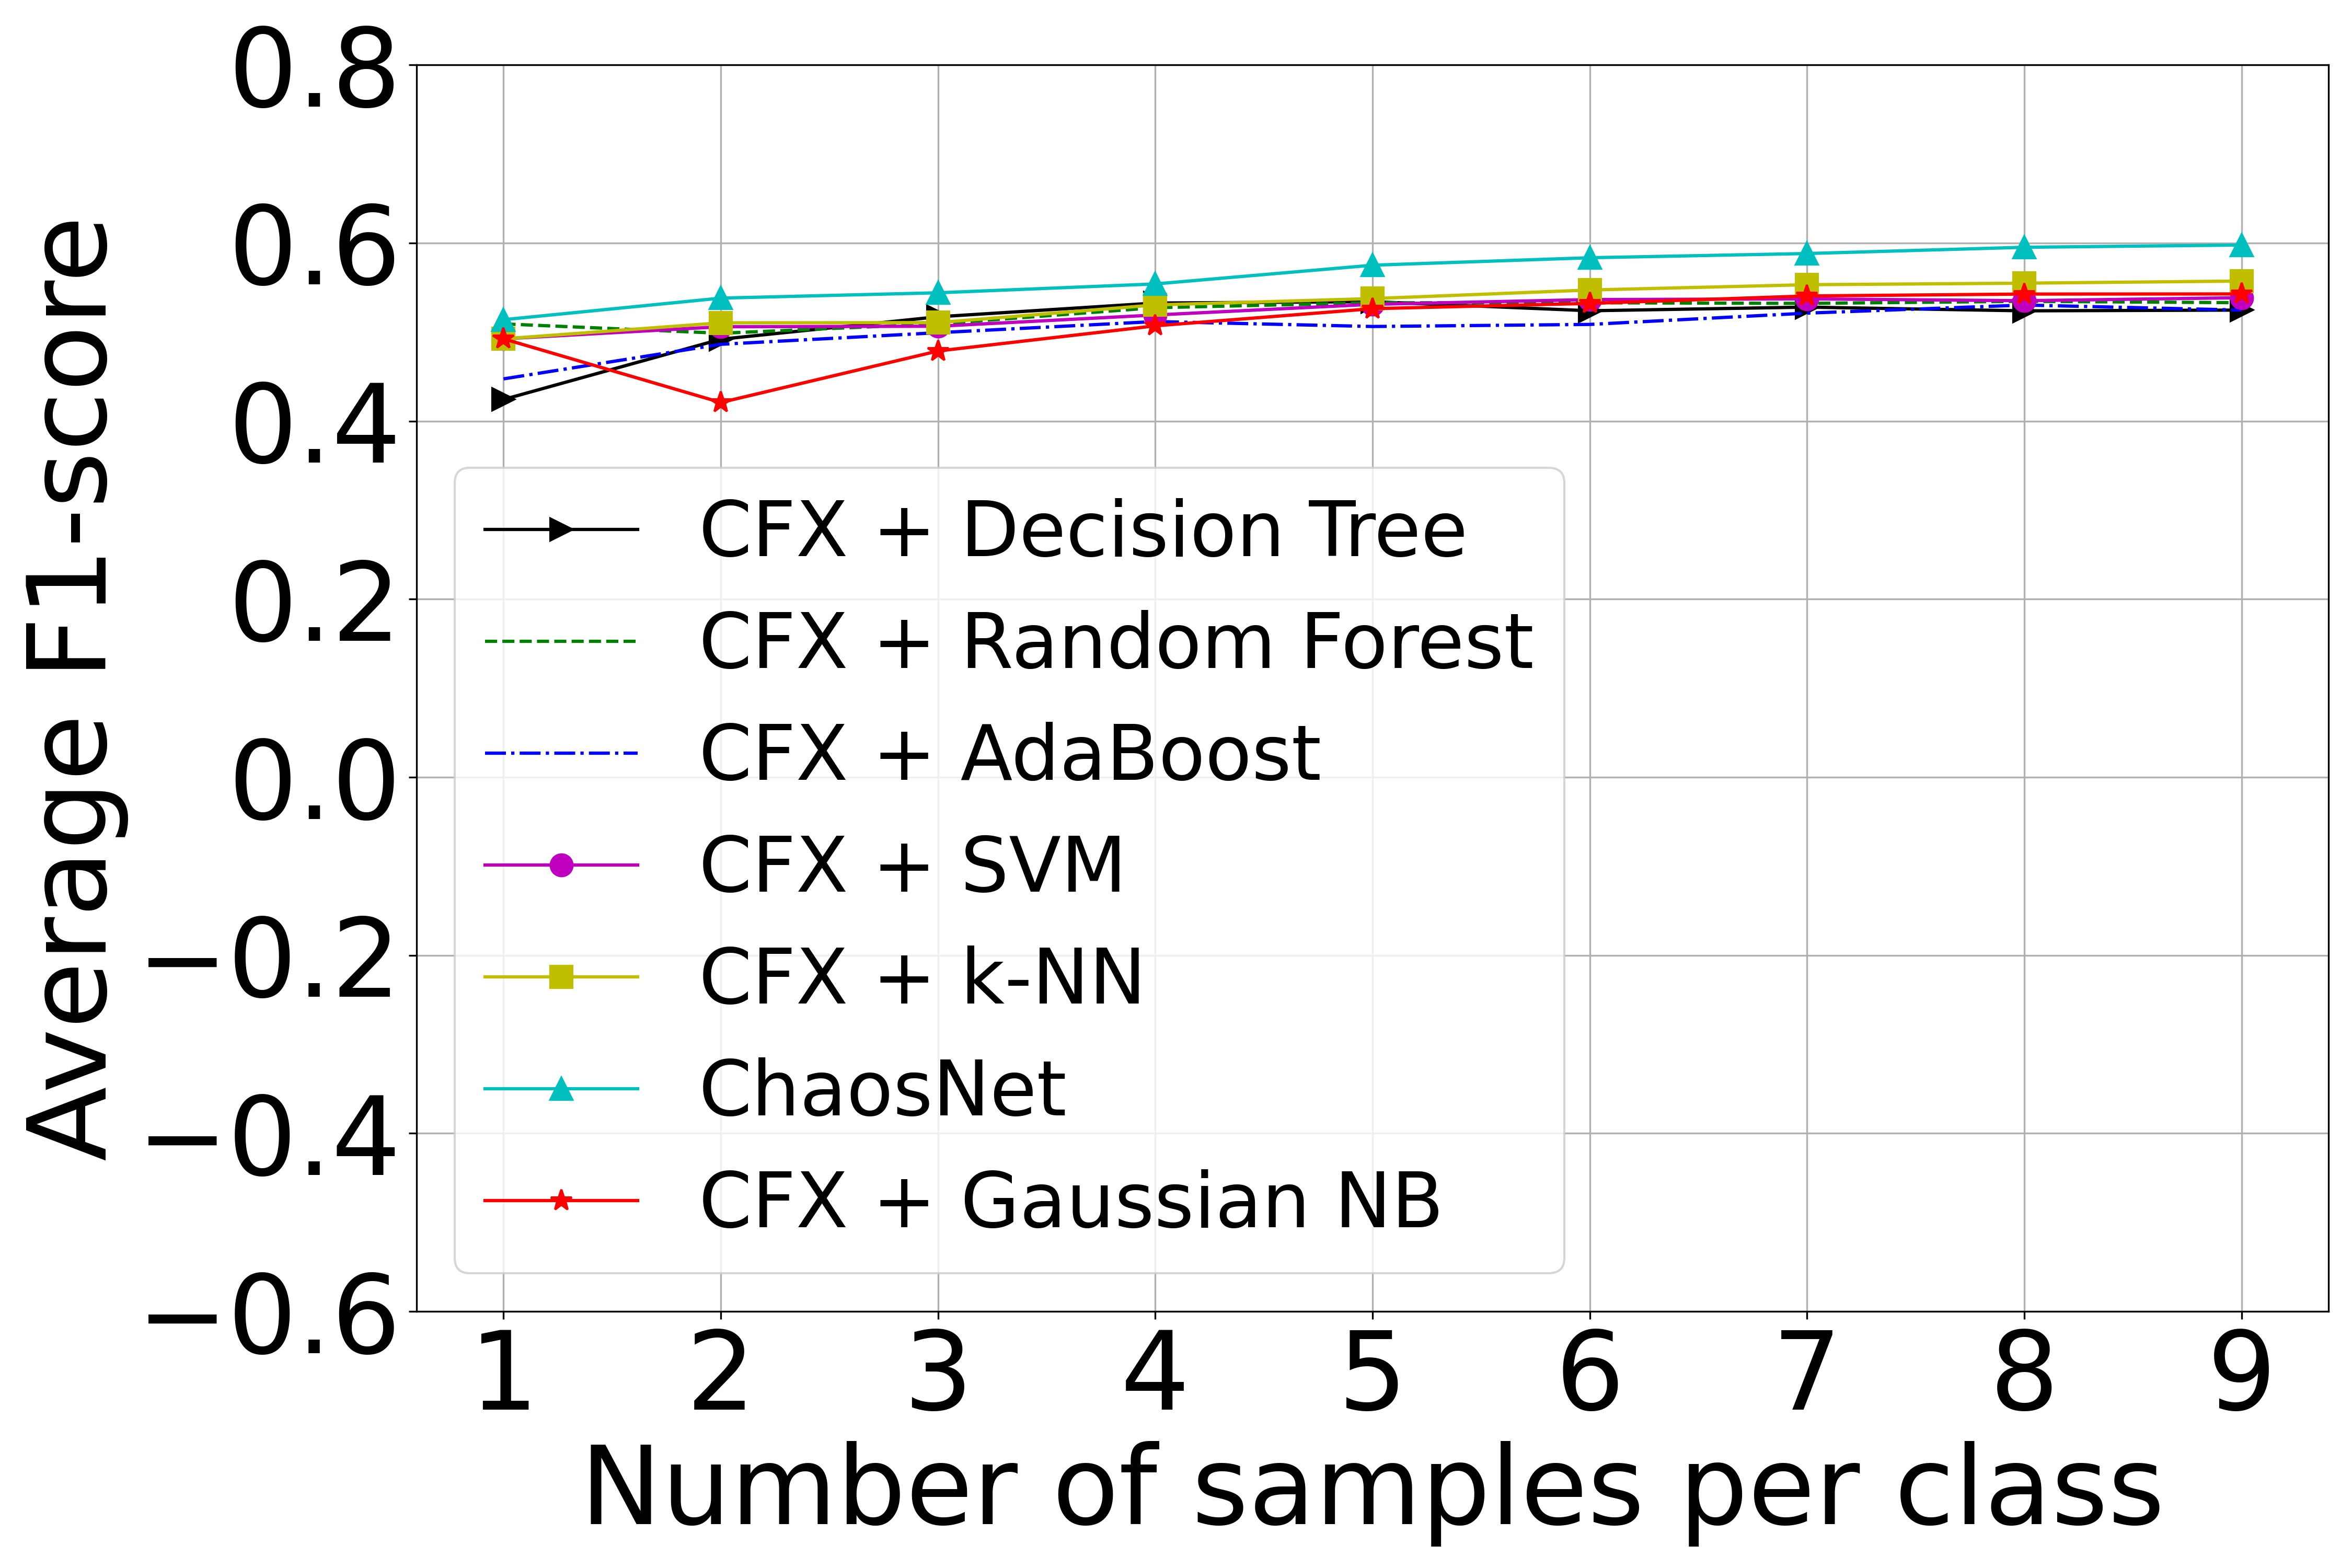 Average F1-score
0.8
0.6
0.4
0.2
0.0
−0.2
−0.4
−0.6
CFX + Decision Tree
CFX + Random Forest
CFX + AdaBoost
CFX + SVM
CFX + k-NN
ChaosNet
CFX + Gaussian NB
1 2 3 4 5 6 7 8 9
Number of samples per class